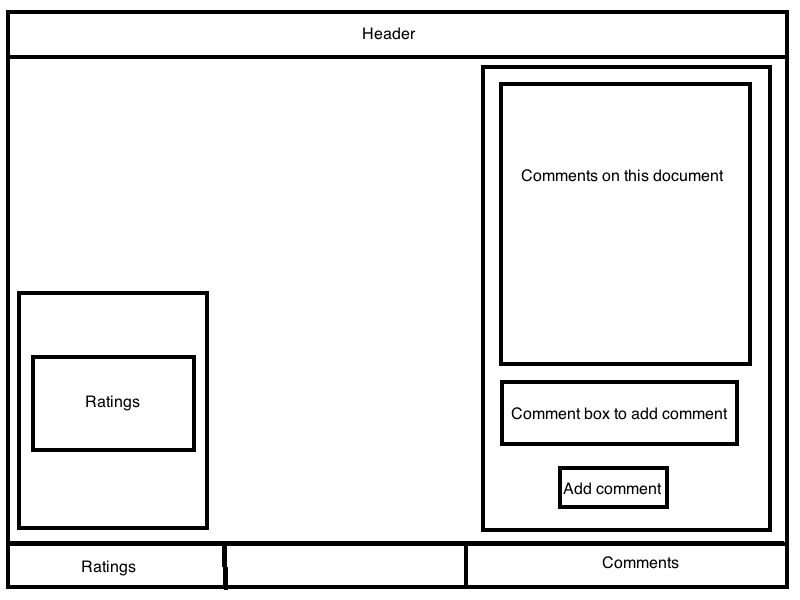 Header
Comments on this document
Ratings
Comment box to add comment
Add comment
Ratings
Comments